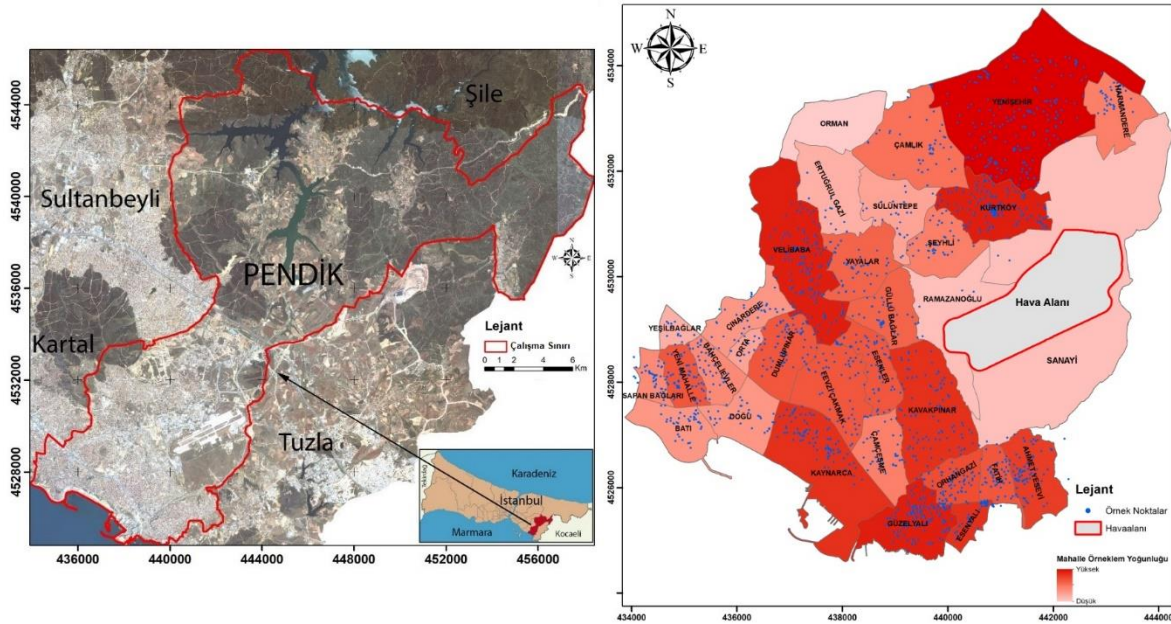 4544000
4540000
4536000
4532000
4528000
436000
440000
444000
448000
452000
456000
Şile
Sultanbeyli
PENDİK
Kartal
Tuzla
N
W
E
S
Lejant
Çalışma Sınırı
0 1 2 4 6
Km
Tekirdağ
Karadeniz
İstanbul
Marmara
Kocaeli
N
W
E
S
4534000
4532000
4530000
4528000
4526000
434000
436000
438000
440000
442000
444000
YENİŞEHİR
HARMANDERE
ORMAN
ÇAMLIK
ERTUĞRUL GAZİ
SÜLÜNTEPE
KURTKÖY
ŞEYHLİ
VELİBABA
YAYALAR
GÜLLÜ BAĞLAR
RAMAZANOĞLU
Hava Alanı
SANAYİ
ÇINARDERE
YEŞİLBAĞLAR
BAHÇELİEVLER
ORTA
DUMLUPINAR
YENİ MAHALLE
ESENLER
FEVZİ ÇAKMAK
SAPAN BAĞLARI
KAVAKPINAR
DOĞU
BATI
ÇAMÇEŞME
KAYNARCA
ORHANGAZİ
FATİH
AHMET YESEVİ
GÜZELYALI
ESENYALI
Lejant
Örnek Noktalar
Havaalanı
Mahalle Örneklem Yoğunluğu
Yüksek
Düşük